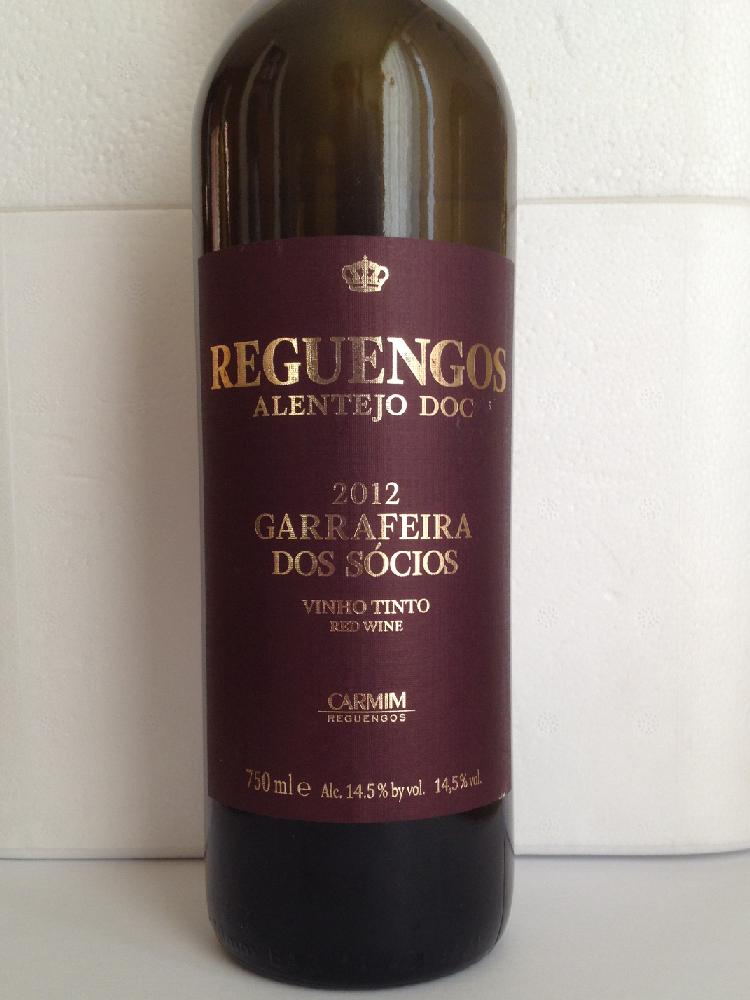 REGUENGOS
ALENTEJO DOC
2012
GARRAFEIRA
DOS SÓCIOS
VINHO TINTO
RED WINE
CARMIM
REGUENGOS
750 ml e Alc. 14.5 % by vol. 14,5 % vol.